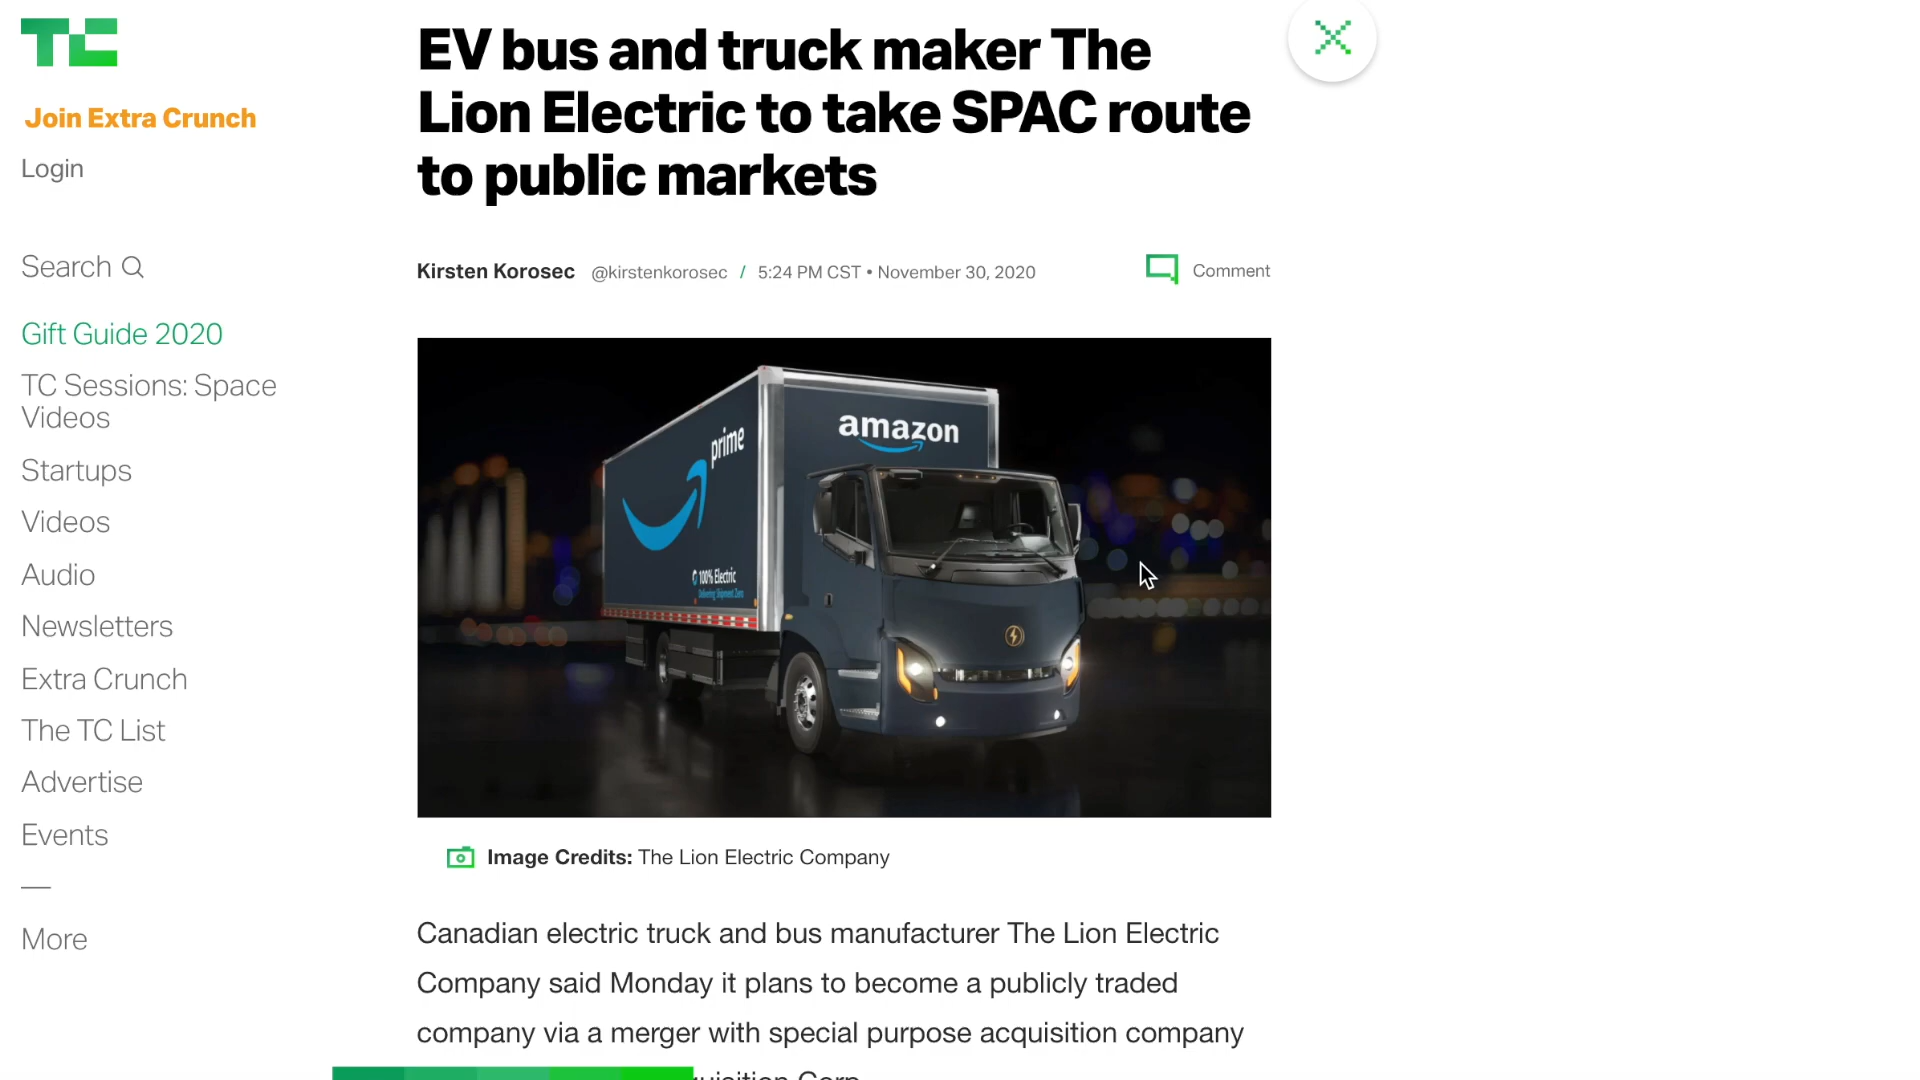 TC
Join Extra Crunch
Login
Search
Gift Guide 2020
TC Sessions: Space
Videos
Startups
Videos
Audio
Newsletters
Extra Crunch
The TC List
Advertise
Events
More
EV bus and truck maker The
Lion Electric to take SPAC route
to public markets
Kirsten Korosec @kirstenkorosec / 5:24 PM CST • November 30, 2020
Comment
prime
amazon
100% Electric
Delivering Shipment Zero
Image Credits: The Lion Electric Company
Canadian electric truck and bus manufacturer The Lion Electric
Company said Monday it plans to become a publicly traded
company via a merger with special purpose acquisition company